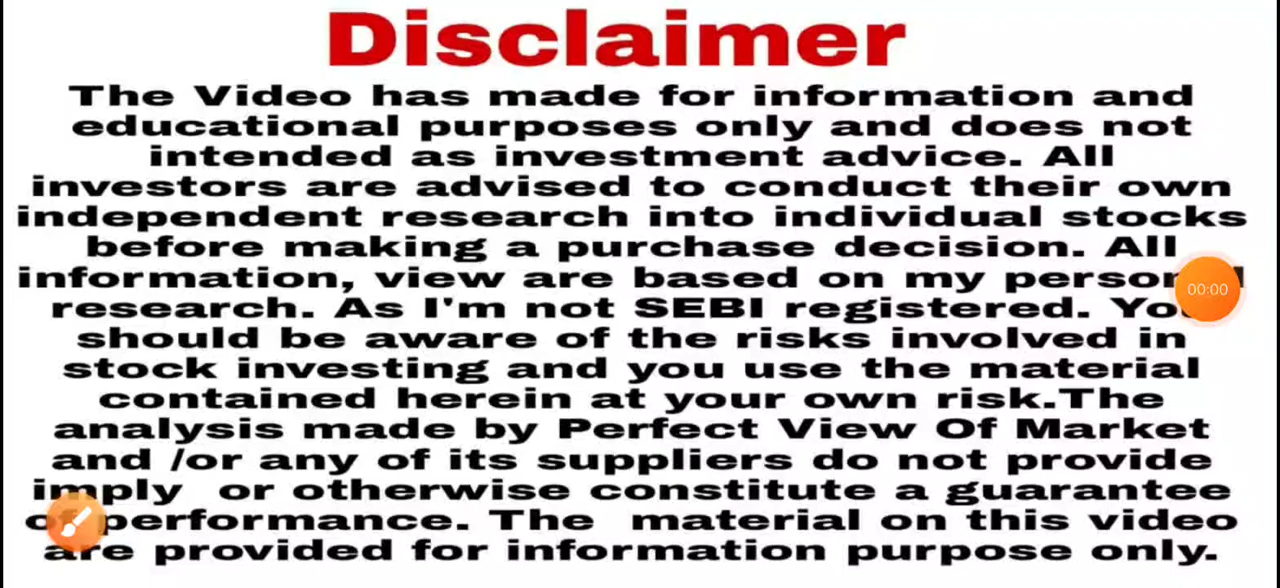 Disclaimer
The Video has made for information and
educational purposes only and does not
intended as investment advice. All
investors are advised to conduct their own
independent research into individual stocks
before making a purchase decision. All
information, view are based on my personal
00:00
research. As I'm not SEBI registered. You
should be aware of the risks involved in
stock investing and you use the material
contained herein at your own risk.The
analysis made by Perfect View Of Market
and /or any of its suppliers do not provide
imply or otherwise constitute a guarantee
of performance. The material on this video
are provided for information purpose only.